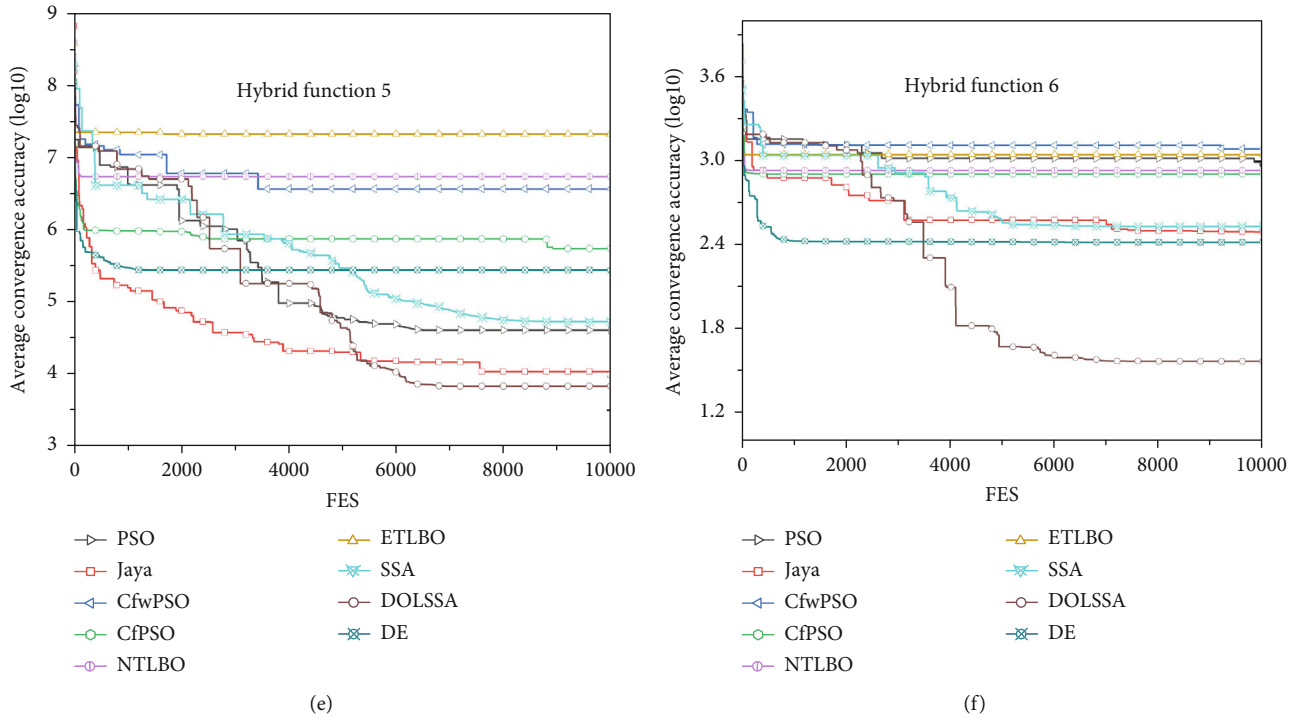 9
8
7
6
5
4
3
Average convergence accuracy (log10)
Hybrid function 5
0
2000
4000
6000
8000
10000
FES
PSO
Jaya
CfwPSO
CfPSO
NTLBO
ETLBO
SSA
DOLSSA
DE
(e)
3.6
3.0
2.4
1.8
1.2
Average convergence accuracy (log10)
Hybrid function 6
0
2000
4000
6000
8000
10000
FES
PSO
Jaya
CfwPSO
CfPSO
NTLBO
ETLBO
SSA
DOLSSA
DE
(f)